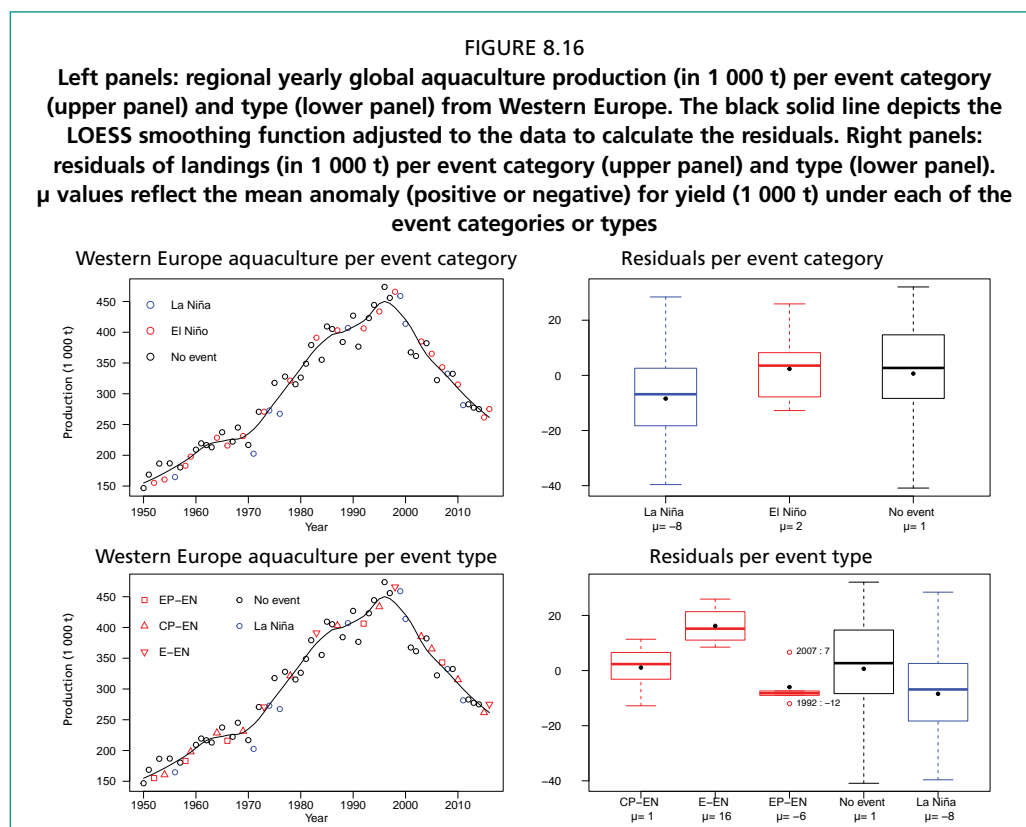 FIGURE 8.16
Left panels: regional yearly global aquaculture production (in 1 000 t) per event category
(upper panel) and type (lower panel) from Western Europe. The black solid line depicts the
LOESS smoothing function adjusted to the data to calculate the residuals. Right panels:
residuals of landings (in 1 000 t) per event category (upper panel) and type (lower panel).
µ values reflect the mean anomaly (positive or negative) for yield (1 000 t) under each of the
event categories or types
Western Europe aquaculture per event category
Production (1 000 t)
450
400
350
300
250
200
150
La Niña
El Niño
No event
1950 1960 1970 1980 1990 2000 2010
Year
Residuals per event category
20
0
−20
−40
La Niña El Niño No event
µ= −8 µ= 2 µ= 1
Western Europe aquaculture per event type
Production (1 000 t)
450
400
350
300
250
200
150
EP−EN No event
CP−EN La Niña
E−EN
1950 1960 1970 1980 1990 2000 2010
Year
Residuals per event type
20
0
−20
−40
2007 : 7
1992 : −12
CP−EN E−EN EP−EN No event La Niña
µ= 1 µ= 16 µ= −6 µ= 1 µ= −8